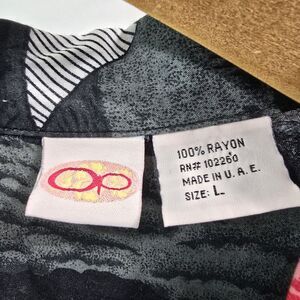 Op
100% RAYON
RN# 102260
MADE IN U.A.E.
SIZE: L